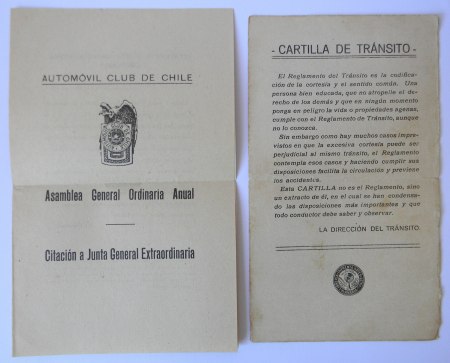 AUTOMÓVIL CLUB DE CHILE
Asamblea General Ordinaria Anual
Citación a Junta General Extraordinaria
- CARTILLA DE TRÁNSITO -
El Reglamento del Tránsito es la codifica-
ción de la cortesía y el sentido común. Una
persona bien educada, que no atropelle el de-
recho de los demás y que en ningún momento
ponga en peligro la vida o propiedades agenas,
cumple con el Reglamento de Tránsito, aunque
no lo conozca.
Sin embargo como hay muchos casos impre-
vistos en que la excesiva cortesía puede ser
perjudicial al mismo tránsito, el Reglamento
contempla esos casos y haciendo cumplir sus
disposiciones facilita la circulación y previene
los accidentes.
Esta CARTILLA no es el Reglamento, sino
un extracto de él, en el cual se han condensa-
do las disposiciones más importantes y que
todo conductor debe saber y observar.
LA DIRECCIÓN DEL TRÁNSITO.